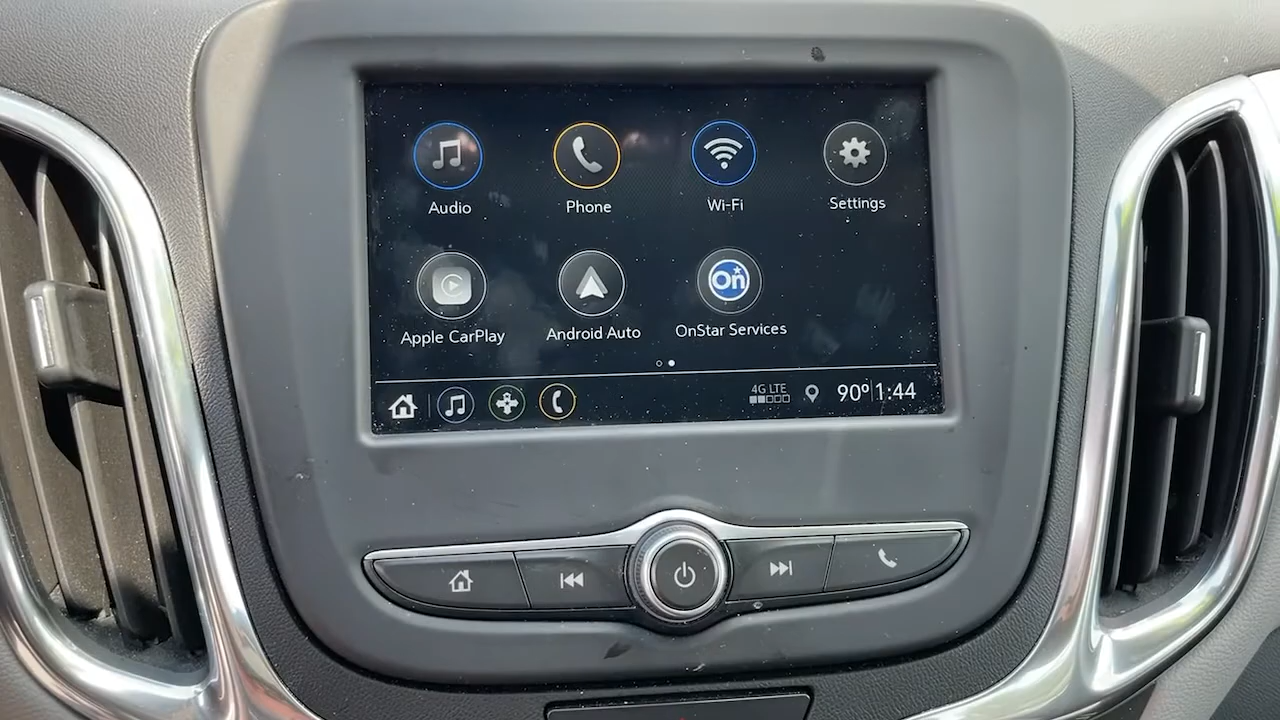 Audio
Phone
Wi-Fi
Settings
Apple CarPlay
Android Auto
On
OnStar Services
4G LTE
90° 1:44